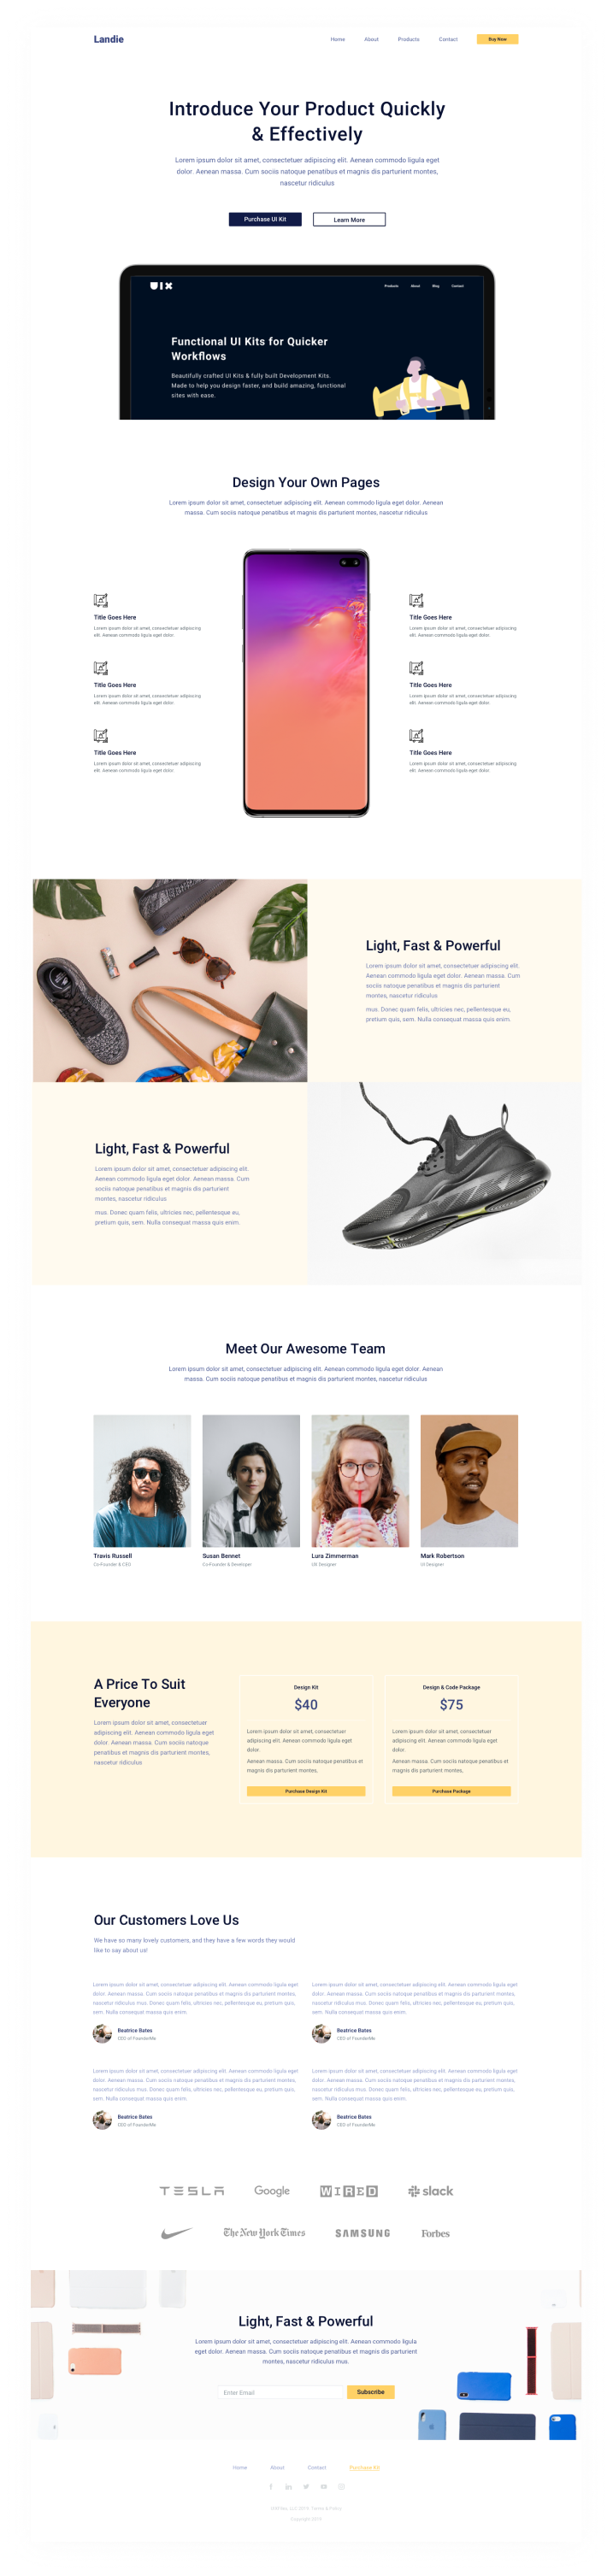 Landie
Home About Products Contact Buy Now
Introduce Your Product Quickly
& Effectively
Lorem ipsum dolor sit amet, consectetuer adipiscing elit. Aenean commodo ligula eget
dolor. Aenean massa. Cum sociis natoque penatibus et magnis dis parturient montes,
nascetur ridiculus
Purchase UI Kit Learn More
UIX
Products About Blog Contact
Functional UI Kits for Quicker
Workflows
Beautifully crafted UI Kits & fully built Development Kits.
Made to help you design faster, and build amazing, functional
sites with ease.
Design Your Own Pages
Lorem ipsum dolor sit amet, consectetuer adipiscing elit. Aenean commodo ligula eget dolor. Aenean
massa. Cum sociis natoque penatibus et magnis dis parturient montes, nascetur ridiculus
Title Goes Here
Lorem ipsum dolor sit amet, consectetuer adipiscing
elit. Aenean commodo ligula eget dolor.
Title Goes Here
Lorem ipsum dolor sit amet, consectetuer adipiscing
elit. Aenean commodo ligula eget dolor.
Title Goes Here
Lorem ipsum dolor sit amet, consectetuer adipiscing
elit. Aenean commodo ligula eget dolor.
Title Goes Here
Lorem ipsum dolor sit amet, consectetuer adipiscing
elit. Aenean commodo ligula eget dolor.
Title Goes Here
Lorem ipsum dolor sit amet, consectetuer adipiscing
elit. Aenean commodo ligula eget dolor.
Title Goes Here
Lorem ipsum dolor sit amet, consectetuer adipiscing
elit. Aenean commodo ligula eget dolor.
Light, Fast & Powerful
Lorem ipsum dolor sit amet, consectetuer adipiscing elit.
Aenean commodo ligula eget dolor. Aenean massa. Cum
sociis natoque penatibus et magnis dis parturient
montes, nascetur ridiculus
mus. Donec quam felis, ultricies nec, pellentesque eu,
pretium quis, sem. Nulla consequat massa quis enim.
Light, Fast & Powerful
Lorem ipsum dolor sit amet, consectetuer adipiscing elit.
Aenean commodo ligula eget dolor. Aenean massa. Cum
sociis natoque penatibus et magnis dis parturient
montes, nascetur ridiculus
mus. Donec quam felis, ultricies nec, pellentesque eu,
pretium quis, sem. Nulla consequat massa quis enim.
Meet Our Awesome Team
Lorem ipsum dolor sit amet, consectetuer adipiscing elit. Aenean commodo ligula eget dolor. Aenean
massa. Cum sociis natoque penatibus et magnis dis parturient montes, nascetur ridiculus
Travis Russell
Co-Founder & CEO
Susan Bennet
Co-Founder & Developer
Lura Zimmerman
UX Designer
Mark Robertson
UI Designer
A Price To Suit
Everyone
Lorem ipsum dolor sit amet, consectetuer
adipiscing elit. Aenean commodo ligula eget
dolor. Aenean massa. Cum sociis natoque
penatibus et magnis dis parturient montes,
nascetur ridiculus
Design Kit
$40
Lorem ipsum dolor sit amet, consectetuer
adipiscing elit. Aenean commodo ligula eget
dolor.
Aenean massa. Cum sociis natoque penatibus et
magnis dis parturient montes,
Purchase Design Kit
Design & Code Package
$75
Lorem ipsum dolor sit amet, consectetuer
adipiscing elit. Aenean commodo ligula eget
dolor.
Aenean massa. Cum sociis natoque penatibus et
magnis dis parturient montes,
Purchase Package
Our Customers Love Us
We have so many lovely customers, and they have a few words they would
like to say about us!
Lorem ipsum dolor sit amet, consectetuer adipiscing elit. Aenean commodo ligula eget
dolor. Aenean massa. Cum sociis natoque penatibus et magnis dis parturient montes,
nascetur ridiculus mus. Donec quam felis, ultricies nec, pellentesque eu, pretium quis,
sem. Nulla consequat massa quis enim.
Beatrice Bates
CEO of FounderMe
Lorem ipsum dolor sit amet, consectetuer adipiscing elit. Aenean commodo ligula eget
dolor. Aenean massa. Cum sociis natoque penatibus et magnis dis parturient montes,
nascetur ridiculus mus. Donec quam felis, ultricies nec, pellentesque eu, pretium quis,
sem. Nulla consequat massa quis enim.
Beatrice Bates
CEO of FounderMe
Lorem ipsum dolor sit amet, consectetuer adipiscing elit. Aenean commodo ligula eget
dolor. Aenean massa. Cum sociis natoque penatibus et magnis dis parturient montes,
nascetur ridiculus mus. Donec quam felis, ultricies nec, pellentesque eu, pretium quis,
sem. Nulla consequat massa quis enim.
Beatrice Bates
CEO of FounderMe
Lorem ipsum dolor sit amet, consectetuer adipiscing elit. Aenean commodo ligula eget
dolor. Aenean massa. Cum sociis natoque penatibus et magnis dis parturient montes,
nascetur ridiculus mus. Donec quam felis, ultricies nec, pellentesque eu, pretium quis,
sem. Nulla consequat massa quis enim.
Beatrice Bates
CEO of FounderMe
TESLA Google WIRED slack
The New York Times SAMSUNG Forbes
Light, Fast & Powerful
Lorem ipsum dolor sit amet, consectetuer adipiscing elit. Aenean commodo ligula
eget dolor. Aenean massa. Cum sociis natoque penatibus et magnis dis parturient
montes, nascetur ridiculus mus.
Enter Email Subscribe
Home About Contact Purchase Kit
LLC 2019. Terms & Policy
Copyright 2019